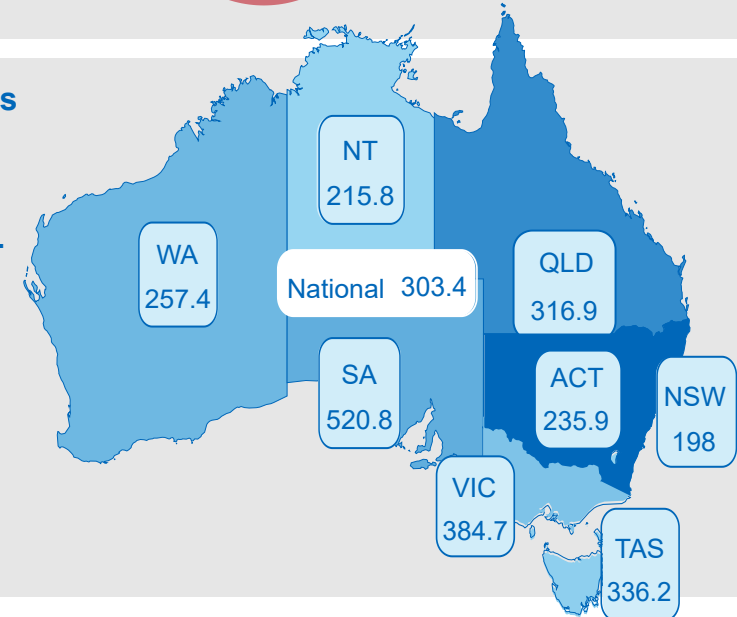 s
NT
215.8
WA
257.4
National 303.4
QLD
316.9
SA
520.8
ACT
235.9
NSW
198
VIC
384.7
TAS
336.2